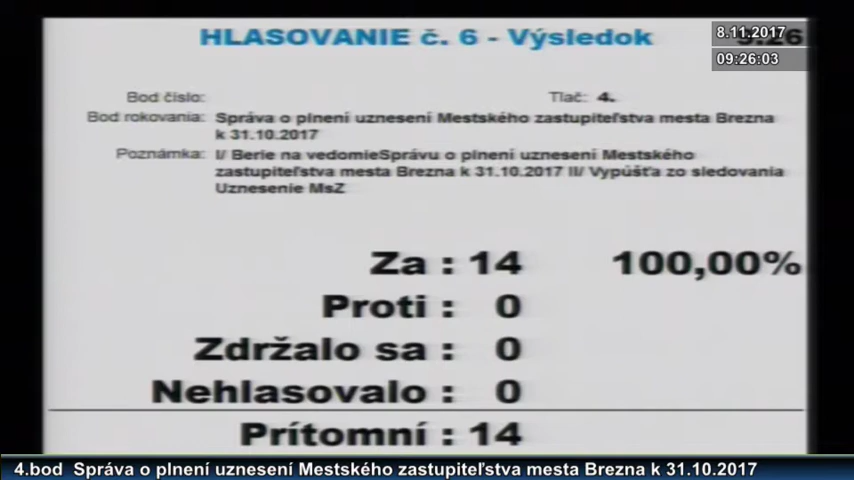 HLASOVANIE č. 6 - Výsledok
8.11.2017
09:26:03
Bod číslo:
Tlač: 4.
Bod rokovania: Správa o plnení uznesení Mestského zastupiteľstva mesta Brezna
k 31.10.2017
Poznámka: I/ Berie na vedomieSprávu o plnení uznesení Mestského
zastupiteľstva mesta Brezna k 31.10.2017 II/ Vypúšťa zo sledovania
Uznesenie MsZ
Za : 14 100,00%
Proti : 0
Zdržalo sa : 0
Nehlasovalo : 0
Prítomní : 14
4.bod Správa o plnení uznesení Mestského zastupiteľstva mesta Brezna k 31.10.2017